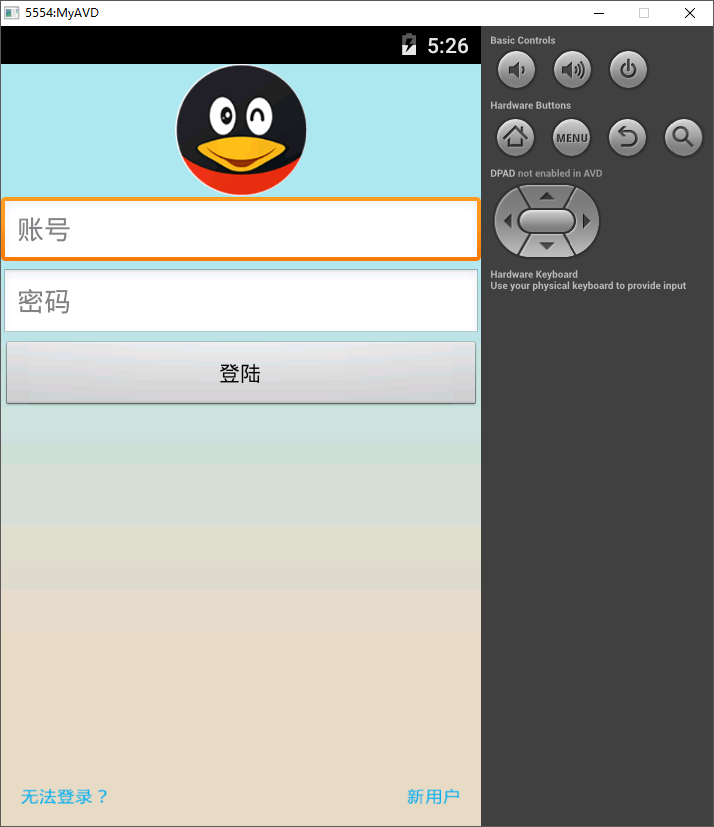 5554:MyAVD
5:26
账号
密码
登陆
无法登录？
新用户
Basic Controls
Hardware Buttons
MENU
DPAD not enabled in AVD
Hardware Keyboard
Use your physical keyboard to provide input